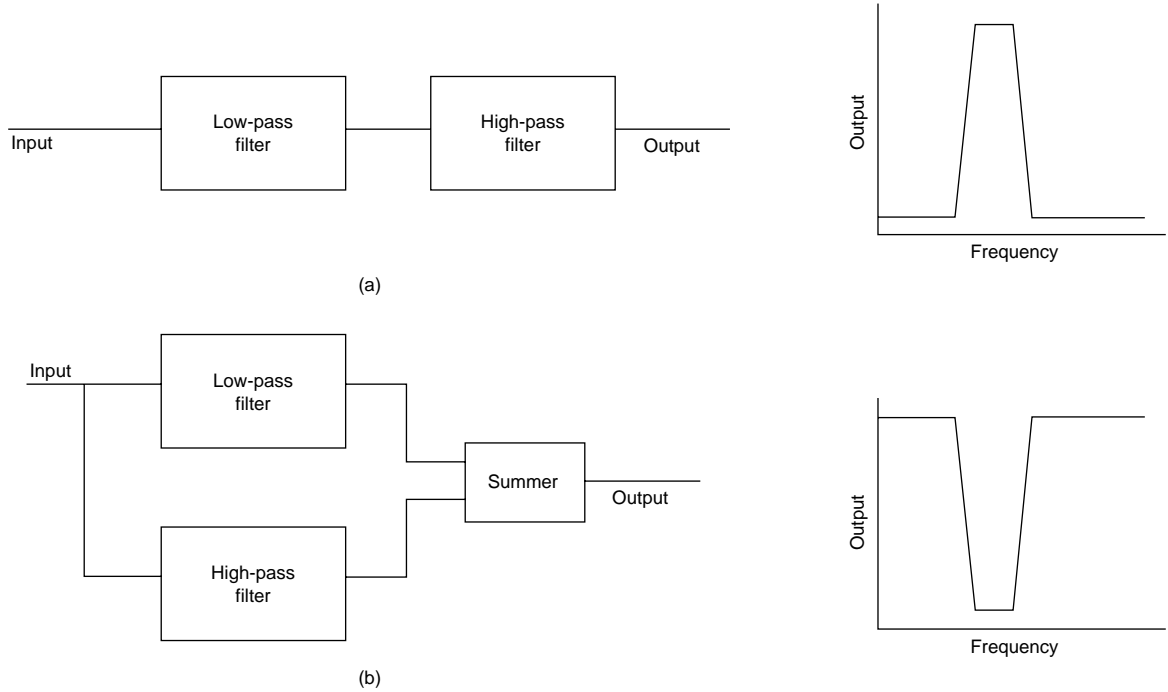 Input
Low-pass
filter
High-pass
filter
Output
Output
Frequency
(a)
Input
Low-pass
filter
High-pass
filter
Summer
Output
Output
Frequency
(b)